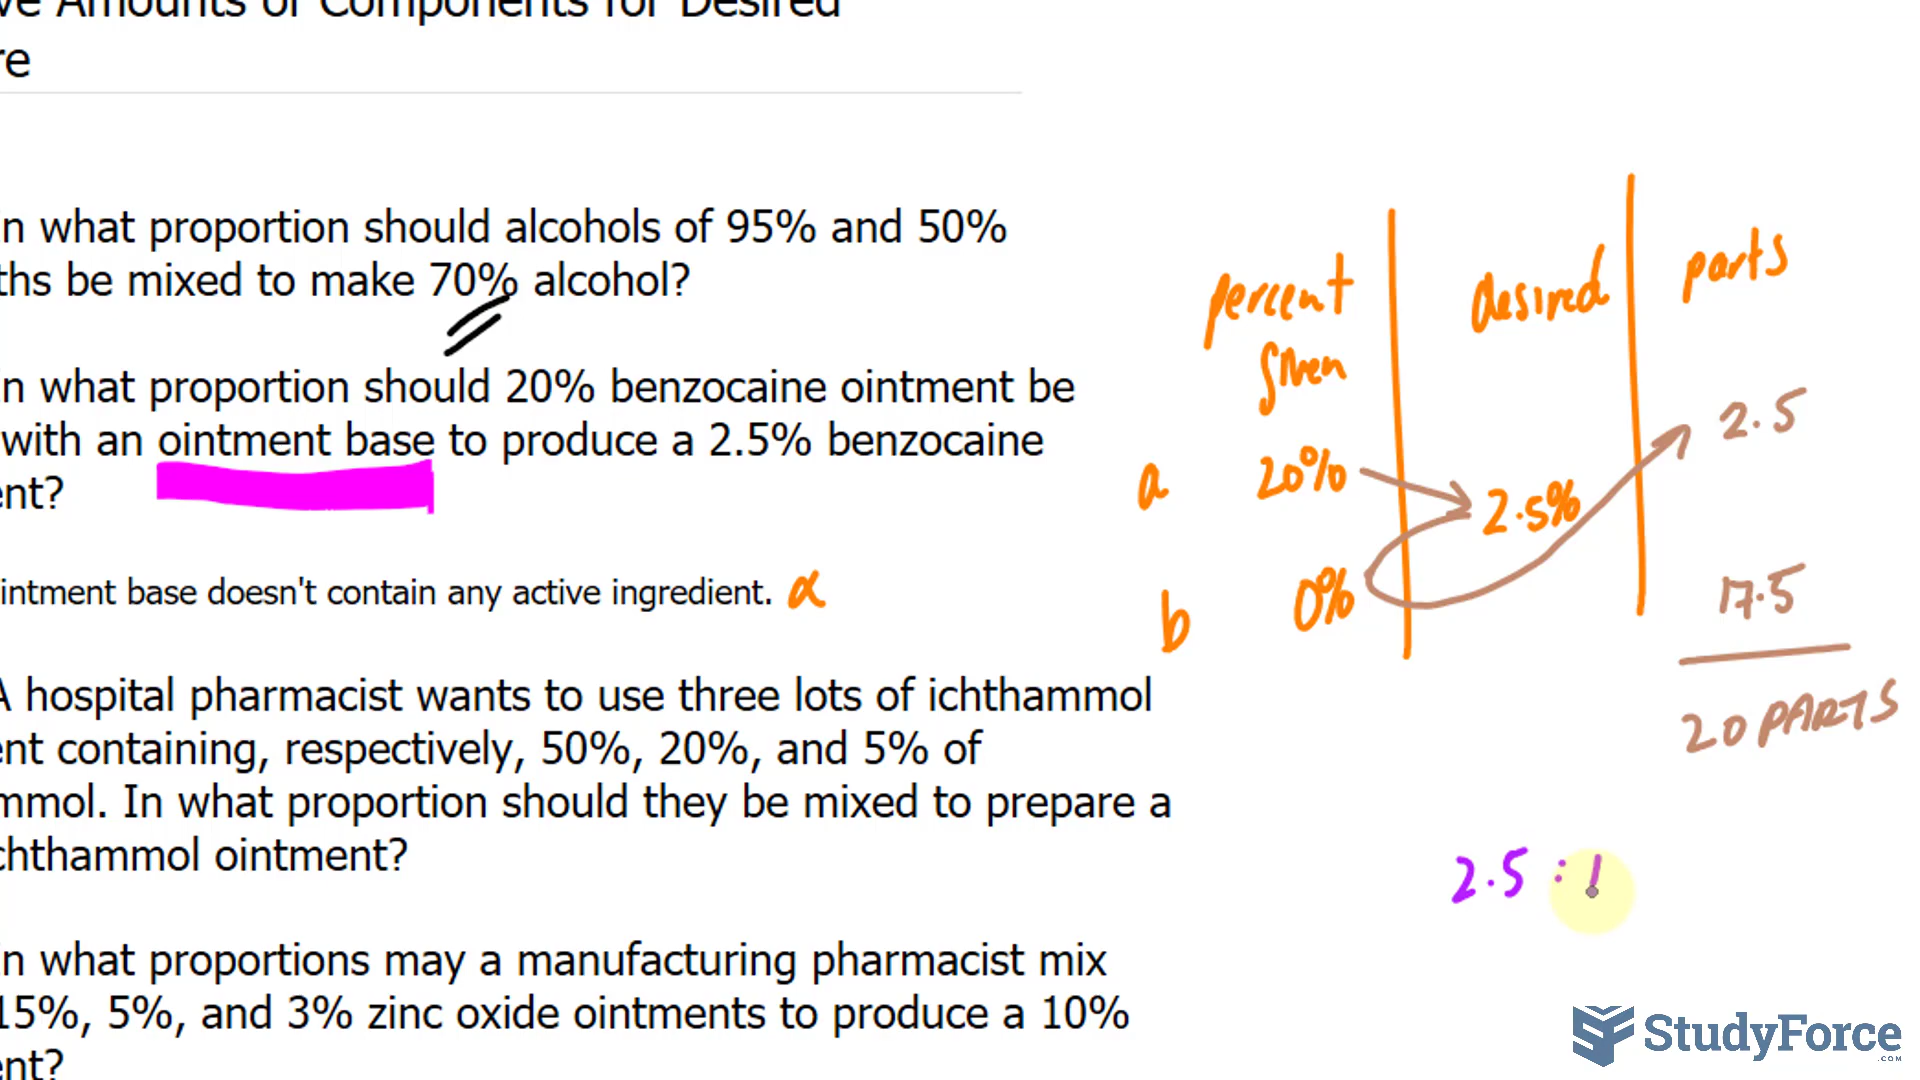 ve Amounts of Components for Desired
re
n what proportion should alcohols of 95% and 50%
ths be mixed to make 70% alcohol?
n what proportion should 20% benzocaine ointment be
with an ointment base to produce a 2.5% benzocaine
ent?
intment base doesn't contain any active ingredient. α
A hospital pharmacist wants to use three lots of ichthammol
ent containing, respectively, 50%, 20%, and 5% of
mmol. In what proportion should they be mixed to prepare a
chthammol ointment?
n what proportions may a manufacturing pharmacist mix
15%, 5%, and 3% zinc oxide ointments to produce a 10%
ent?
percent given desired parts
a 20% 2.5% 2.5
b 0% 17.5
20 PARTS
2.5 : 1
StudyForce
.COM